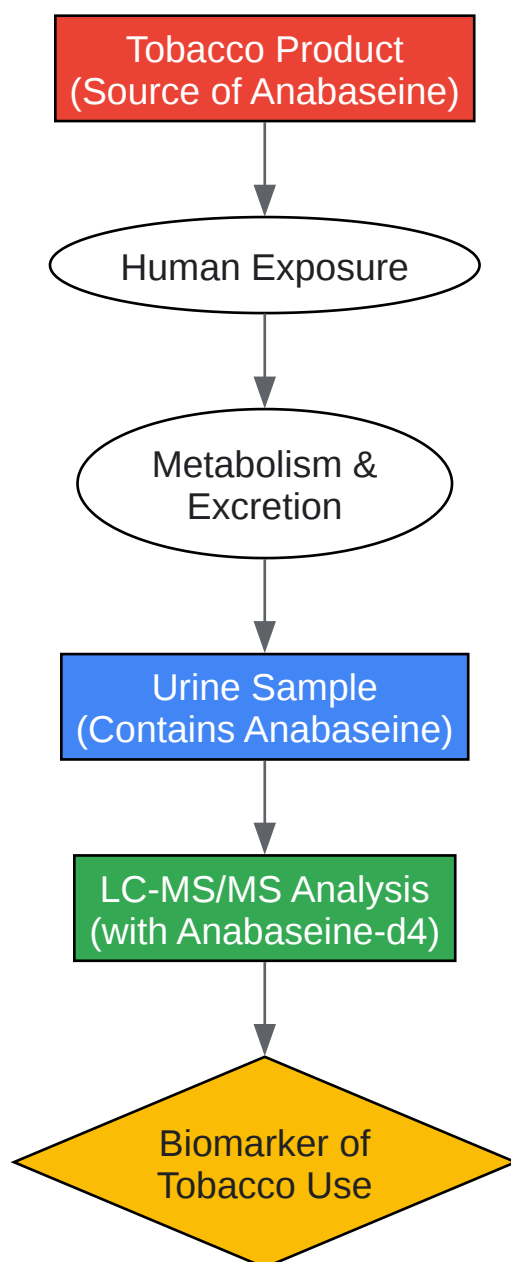 Tobacco Product
(Source of Anabaseine)
Human Exposure
Metabolism &
Excretion
Urine Sample
(Contains Anabaseine)
LC-MS/MS Analysis
(with Anabaseine-d4)
Biomarker of
Tobacco Use